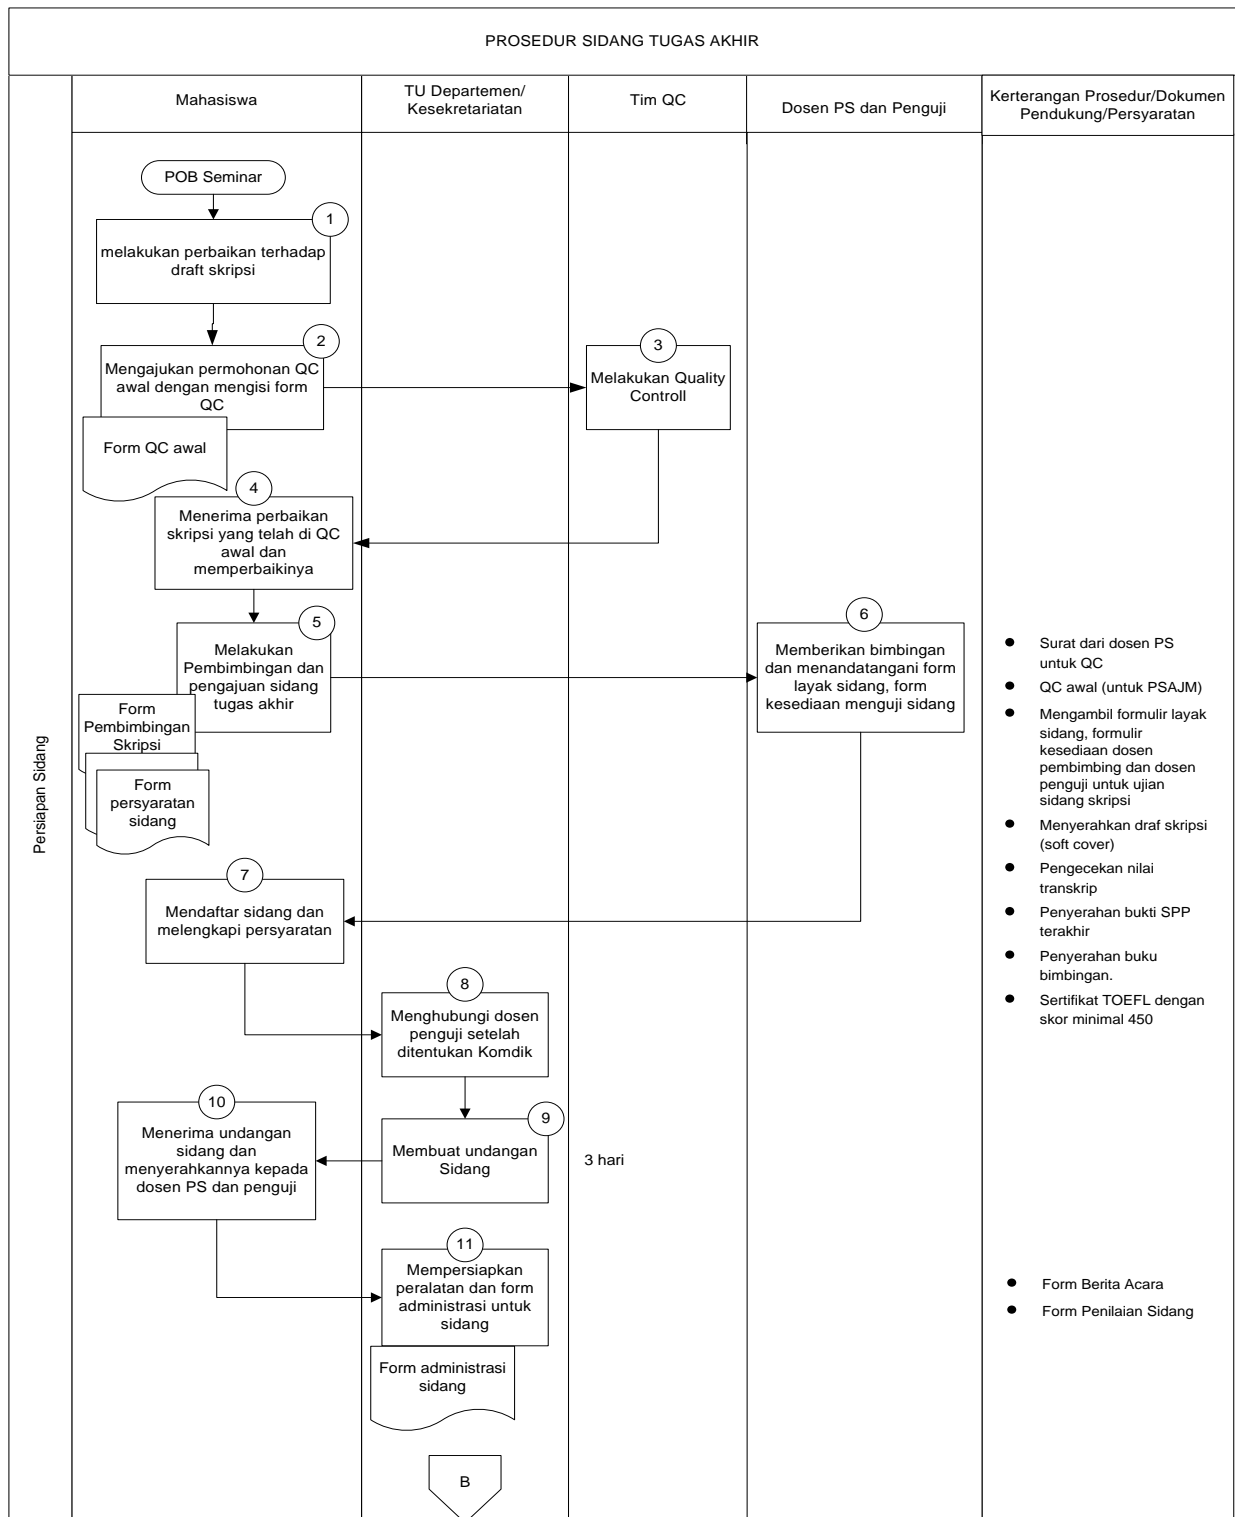 PROSEDUR SIDANG TUGAS AKHIR
Mahasiswa
TU Departemen/
Kesekretariatan
Tim QC
Dosen PS dan Penguji
Kerterangan Prosedur/Dokumen
Pendukung/Persyaratan
Persiapan Sidang
POB Seminar
1
melakukan perbaikan terhadap
draft skripsi
2
Mengajukan permohonan QC
awal dengan mengisi form
QC
Form QC awal
3
Melakukan Quality
Controll
4
Menerima perbaikan
skripsi yang telah di QC
awal dan
memperbaikinya
5
Melakukan
Pembimbingan dan
pengajuan sidang
tugas akhir
Form
Pembimbingan
Skripsi
Form
persyaratan
sidang
6
Memberikan bimbingan
dan menandatangani form
layak sidang, form
kesediaan menguji sidang
● Surat dari dosen PS
untuk QC
● QC awal (untuk PSAJM)
● Mengambil formulir layak
sidang, formulir
kesediaan dosen
pembimbing dan dosen
penguji untuk ujian
sidang skripsi
● Menyerahkan draf skripsi
(soft cover)
● Pengecekan nilai
transkrip
● Penyerahan bukti SPP
terakhir
● Penyerahan buku
bimbingan.
● Sertifikat TOEFL dengan
skor minimal 450
7
Mendaftar sidang dan
melengkapi persyaratan
8
Menghubungi dosen
penguji setelah
ditentukan Komdik
9
Membuat undangan
Sidang
3 hari
10
Menerima undangan
sidang dan
menyerahkannya kepada
dosen PS dan penguji
11
Mempersiapkan
peralatan dan form
administrasi untuk
sidang
Form administrasi
sidang
● Form Berita Acara
● Form Penilaian Sidang
B